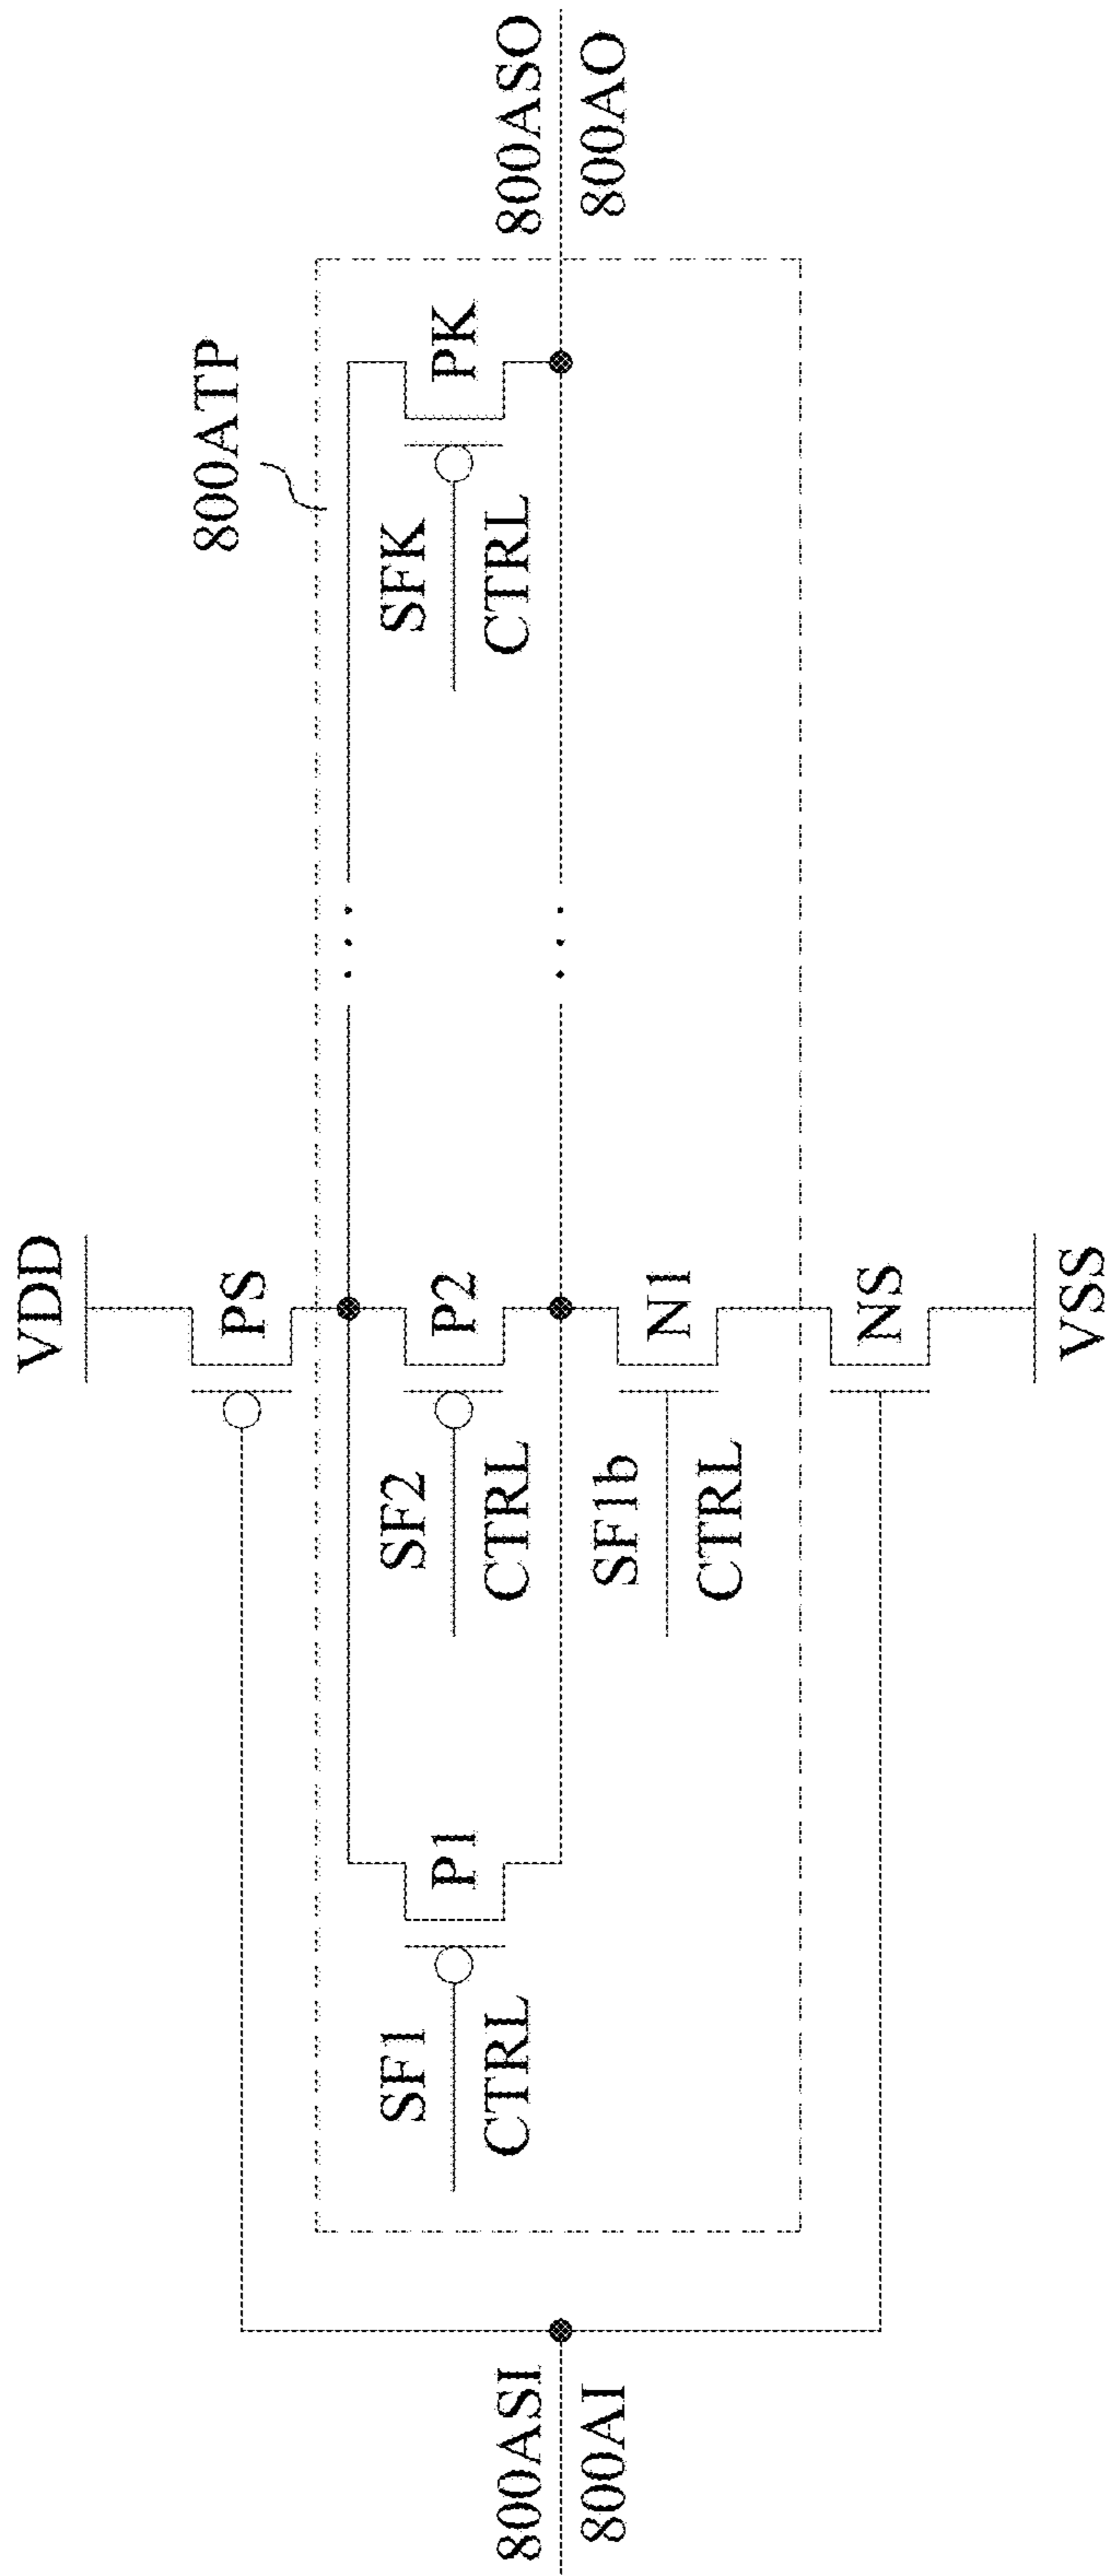 VDD
800ATP
PS
800ASI
800AI
SF1
CTRL
P1
SF2
CTRL
P2
SFK
CTRL
PK
800ASO
800AO
SF1b
CTRL
N1
NS
VSS